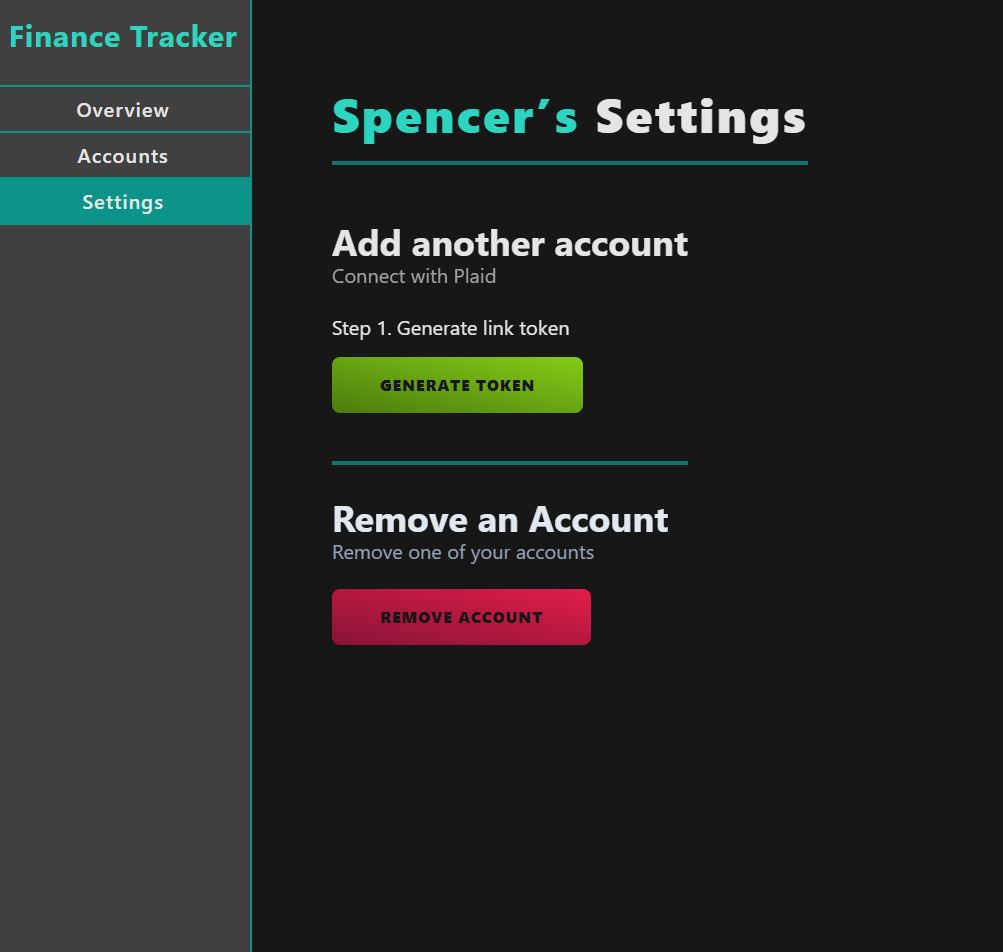 Finance Tracker
Overview
Accounts
Settings
Spencer’s Settings
Add another account
Connect with Plaid
Step 1. Generate link token
GENERATE TOKEN
Remove an Account
Remove one of your accounts
REMOVE ACCOUNT